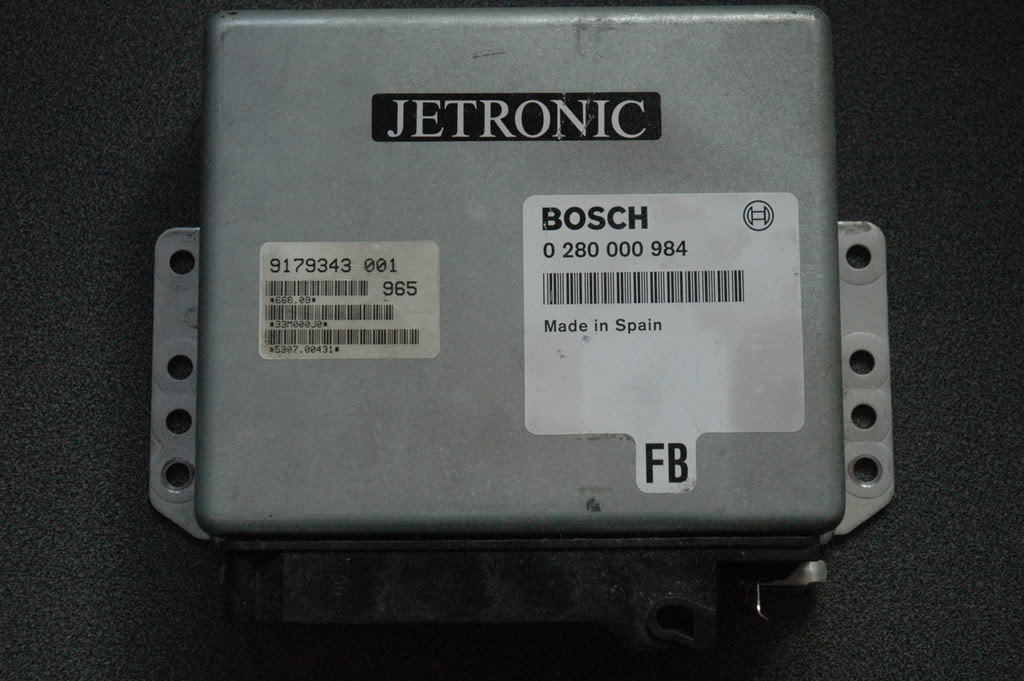 JETRONIC
BOSCH
0 280 000 984
Made in Spain
FB
9179343 001
965
*666.09*
*33M000J0*
*5307.00431*